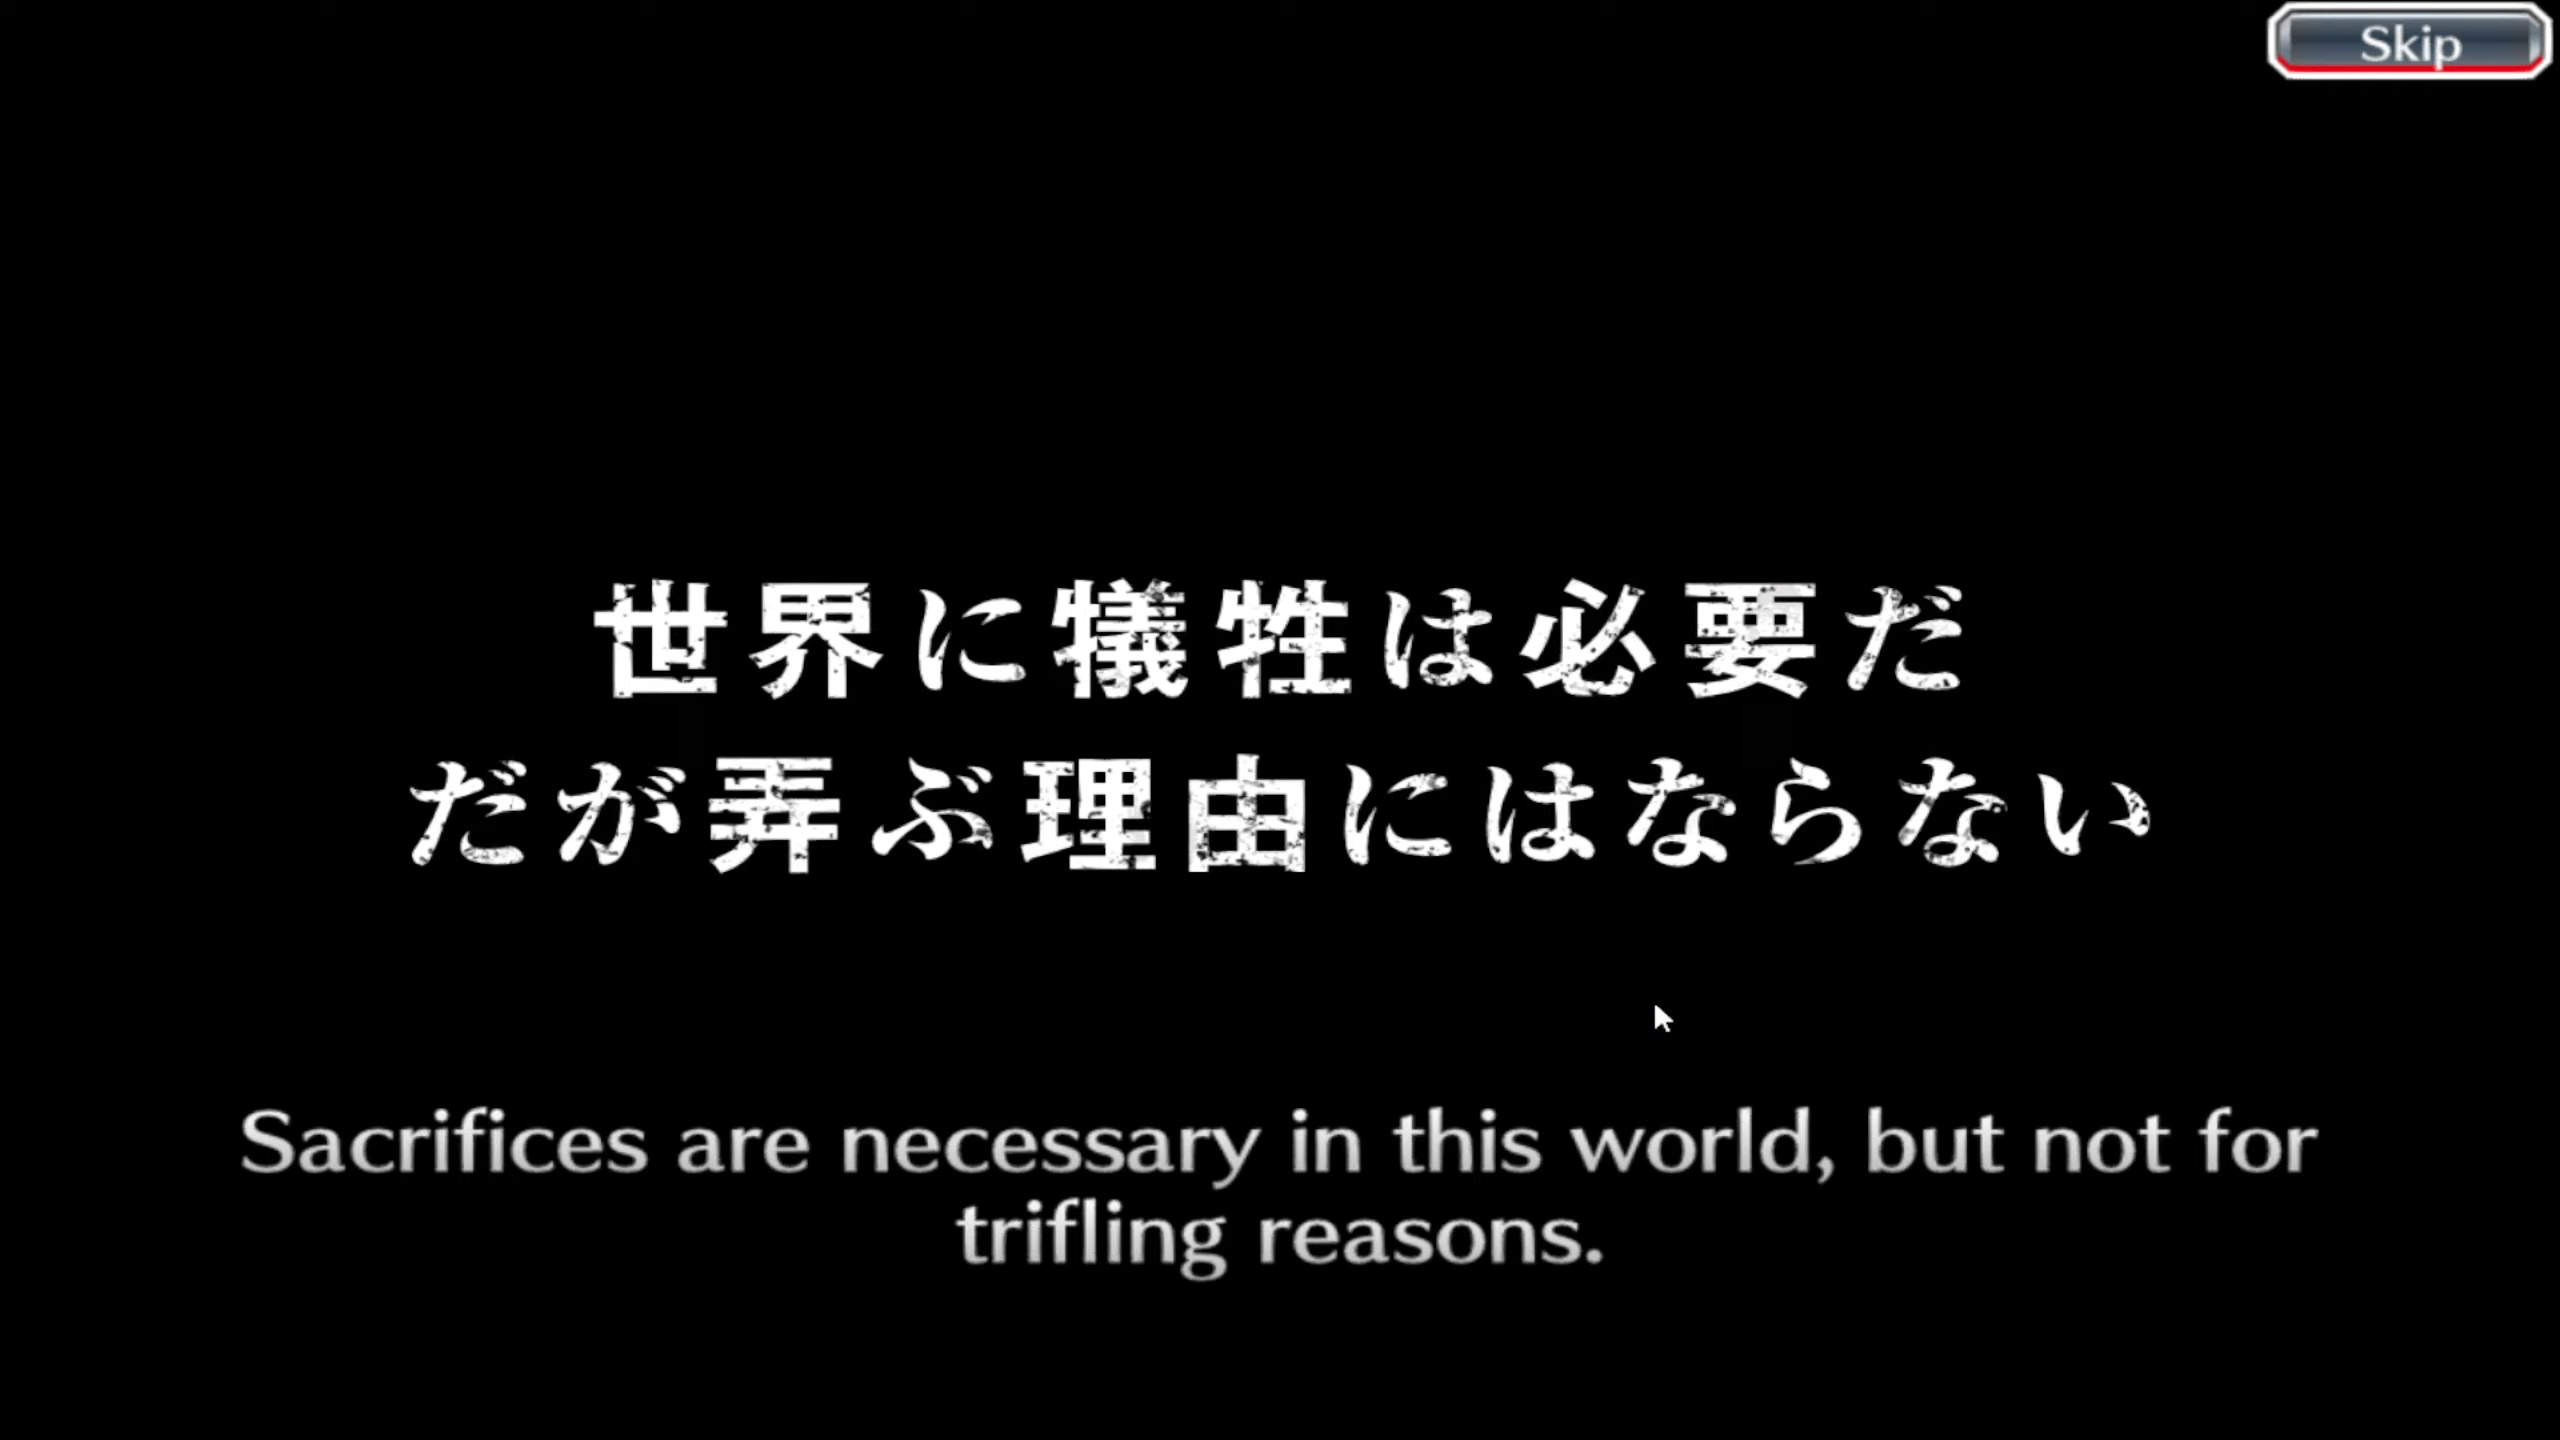 Skip
世界に犠牲は必要だ
だが弄ぶ理由にはならない
Sacrifices are necessary in this world, but not for
trifling reasons.